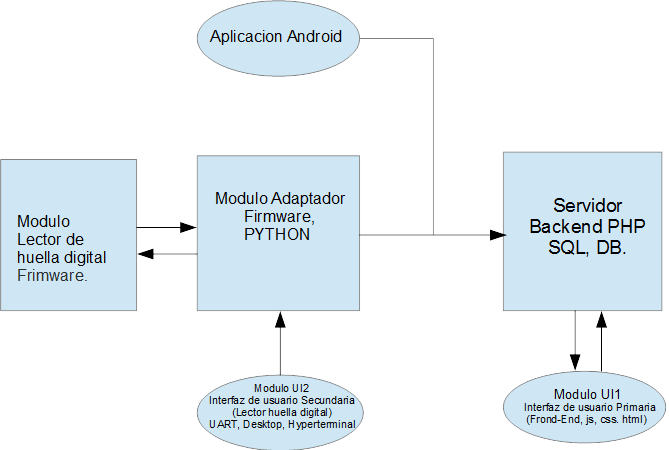 Aplicacion Android
Modulo
Lector de
huella digital
Frimware.
Modulo Adaptador
Firmware,
PYTHON
Servidor
Backend PHP
SQL, DB.
Modulo UI2
Interfaz de usuario Secundaria
(Lector huella digital)
UART, Desktop, Hyperterminal
Modulo UI1
Interfaz de usuario Primaria
(Frond-End, js, css. html)